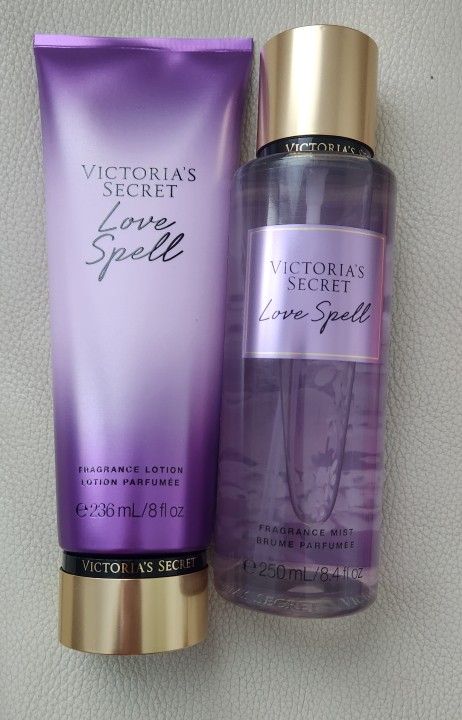 VICTORIA'S
SECRET
Love
Spell
FRAGRANCE LOTION
LOTION PARFUMÉE
e 236 mL/8 fl oz
VICTORIA'S SECRET
VICTORIA'S
VICTORIA'S
SECRET
Love Spell
FRAGRANCE MIST
BRUME PARFUMÉE
e 250 mL/8.4 fl oz
SECRET